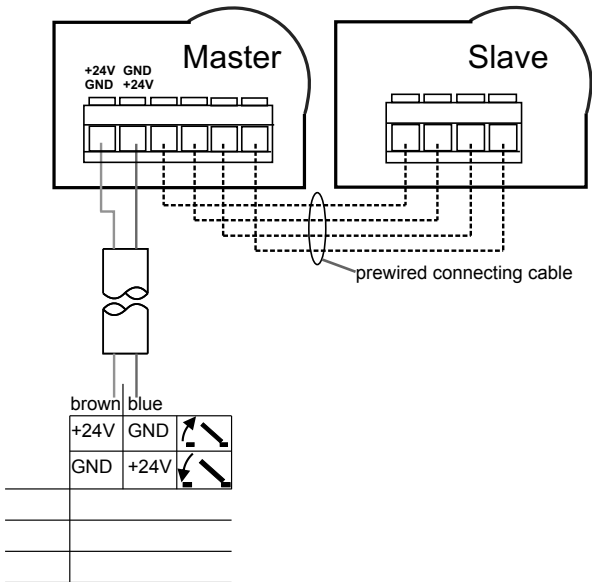 Master
Slave
+24V GND
GND +24V
prewired connecting cable
brown blue
+24V GND
GND +24V